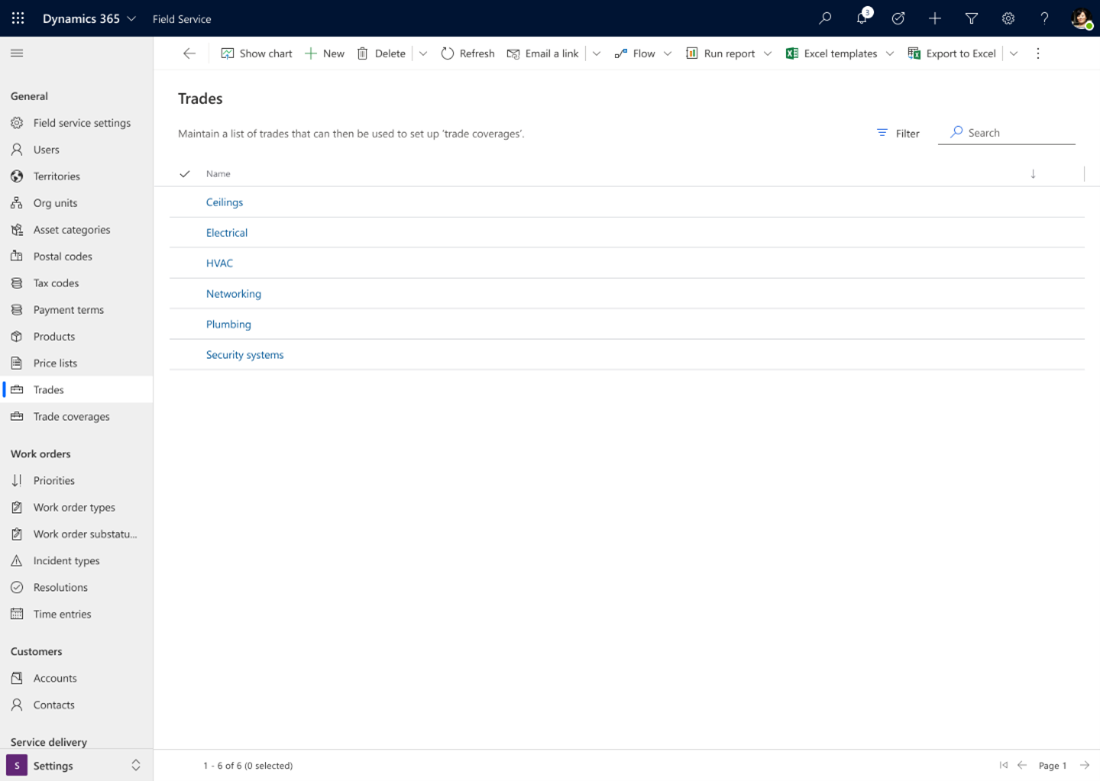 Dynamics 365 Field Service 3
Show chart New Delete Refresh Email a link Flow Run report Excel templates Export to Excel
General
Field service settings
Users
Territories
Org units
Asset categories
Postal codes
Tax codes
Payment terms
Products
Price lists
Trades
Trade coverages
Work orders
Priorities
Work order types
Work order substatu...
Incident types
Resolutions
Time entries
Customers
Accounts
Contacts
Service delivery
S Settings
Trades
Maintain a list of trades that can then be used to set up 'trade coverages'.
Filter Search
Name
Ceilings
Electrical
HVAC
Networking
Plumbing
Security systems
1 - 6 of 6 (0 selected) Page 1